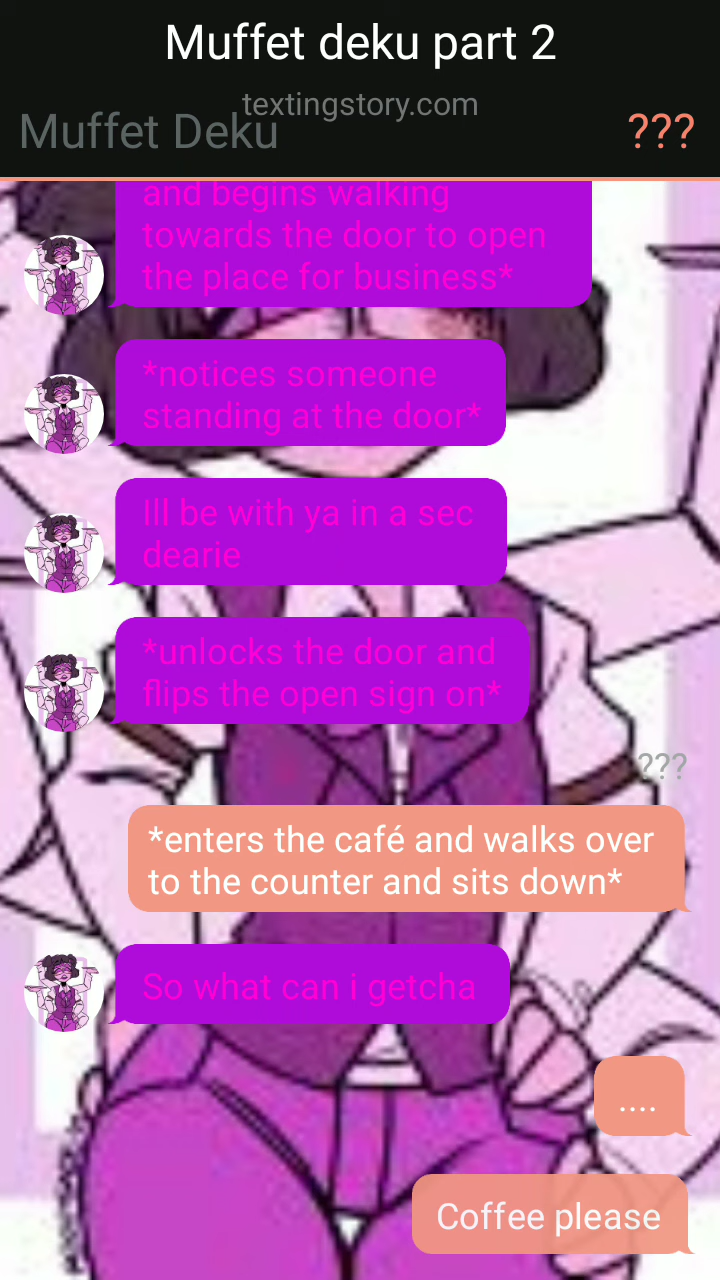 Muffet deku part 2
textingstory.com
Muffet Deku
???
and begins walking
towards the door to open
the place for business*
*notices someone
standing at the door*
Ill be with ya in a sec
dearie
*unlocks the door and
flips the open sign on*
???
*enters the café and walks over
to the counter and sits down*
So what can i getcha
....
Coffee please